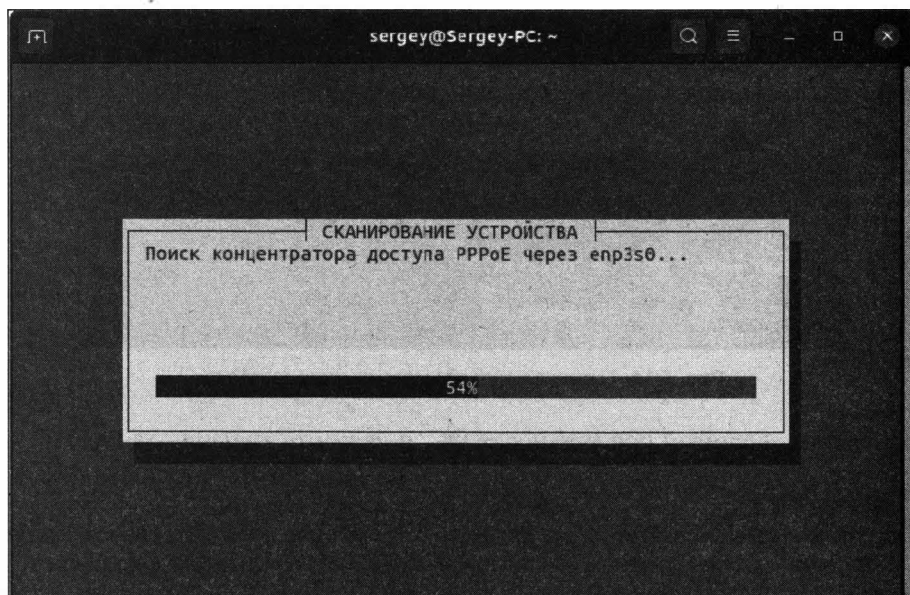 sergey@Sergey-PC: ~
СКАНИРОВАНИЕ УСТРОЙСТВА
Поиск концентратора доступа PPPoE через enp3s0...
54%